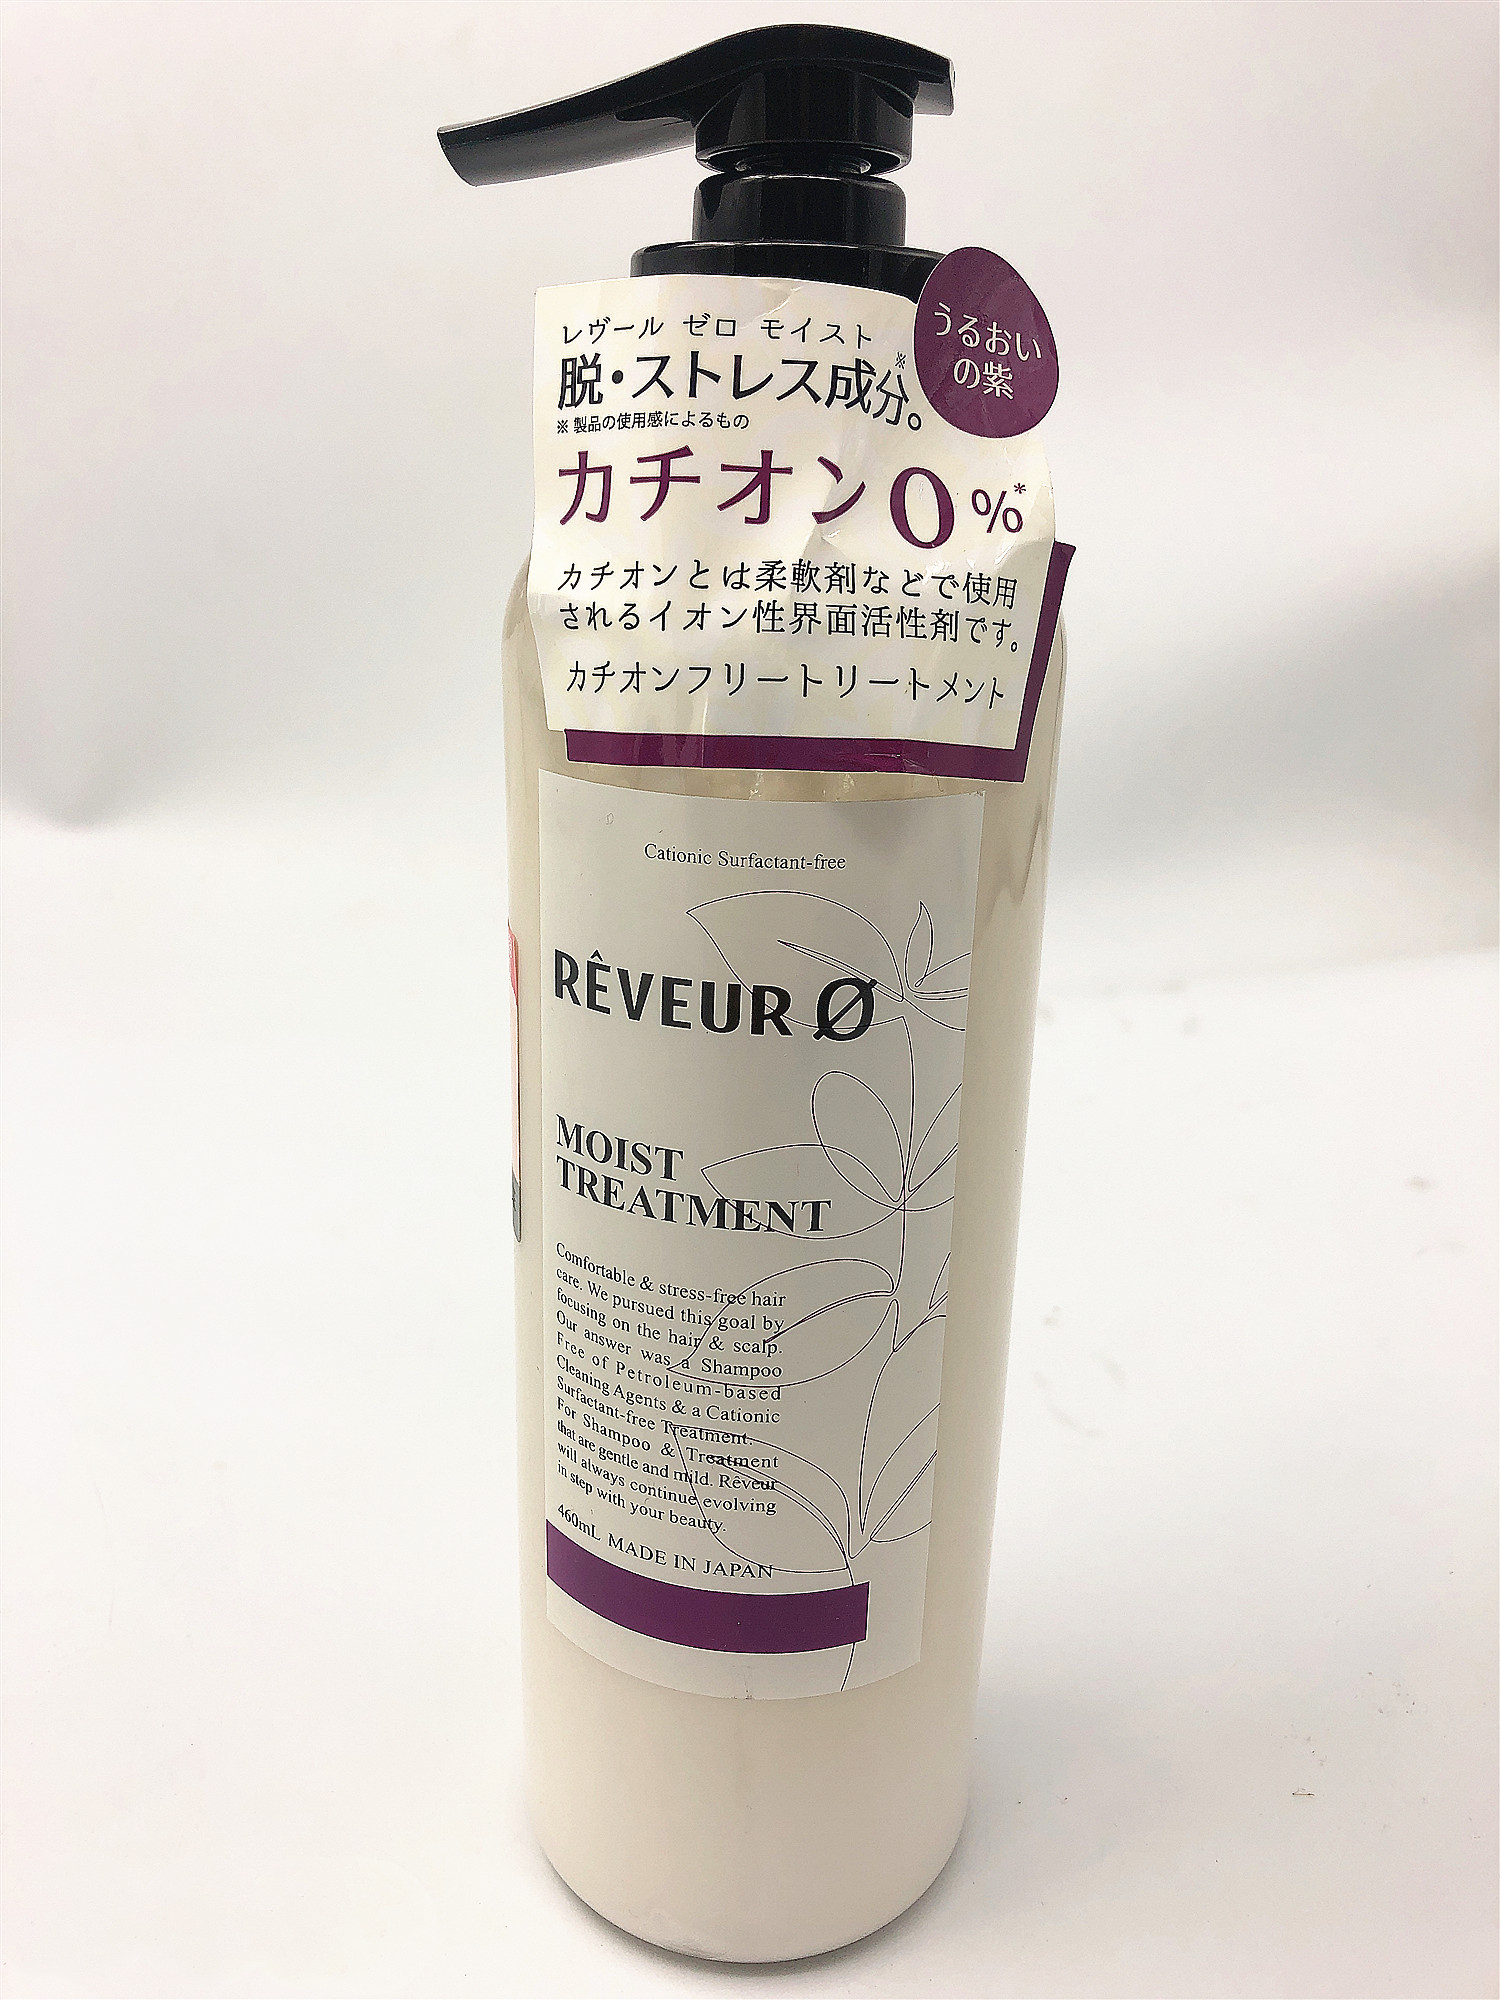 レヴール ゼロ モイスト
脱・ストレス成分。※
※ 製品の使用感によるもの
うるおい
の紫
カチオン0%*
カチオンとは柔軟剤などで使用
されるイオン性界面活性剤です。
カチオンフリートリートメント
Cationic Surfactant-free
RÊVEUR Ø
MOIST
TREATMENT
Comfortable & stress-free hair
care. We pursued this goal by
focusing on the hair & scalp.
Our answer was a Shampoo
Free of Petroleum-based
Cleaning Agents & a Cationic
Surfactant-free Treatment.
For Shampoo & Treatment
that are gentle and mild. Rêveur
will always continue evolving
in step with your beauty.
460mL MADE IN JAPAN